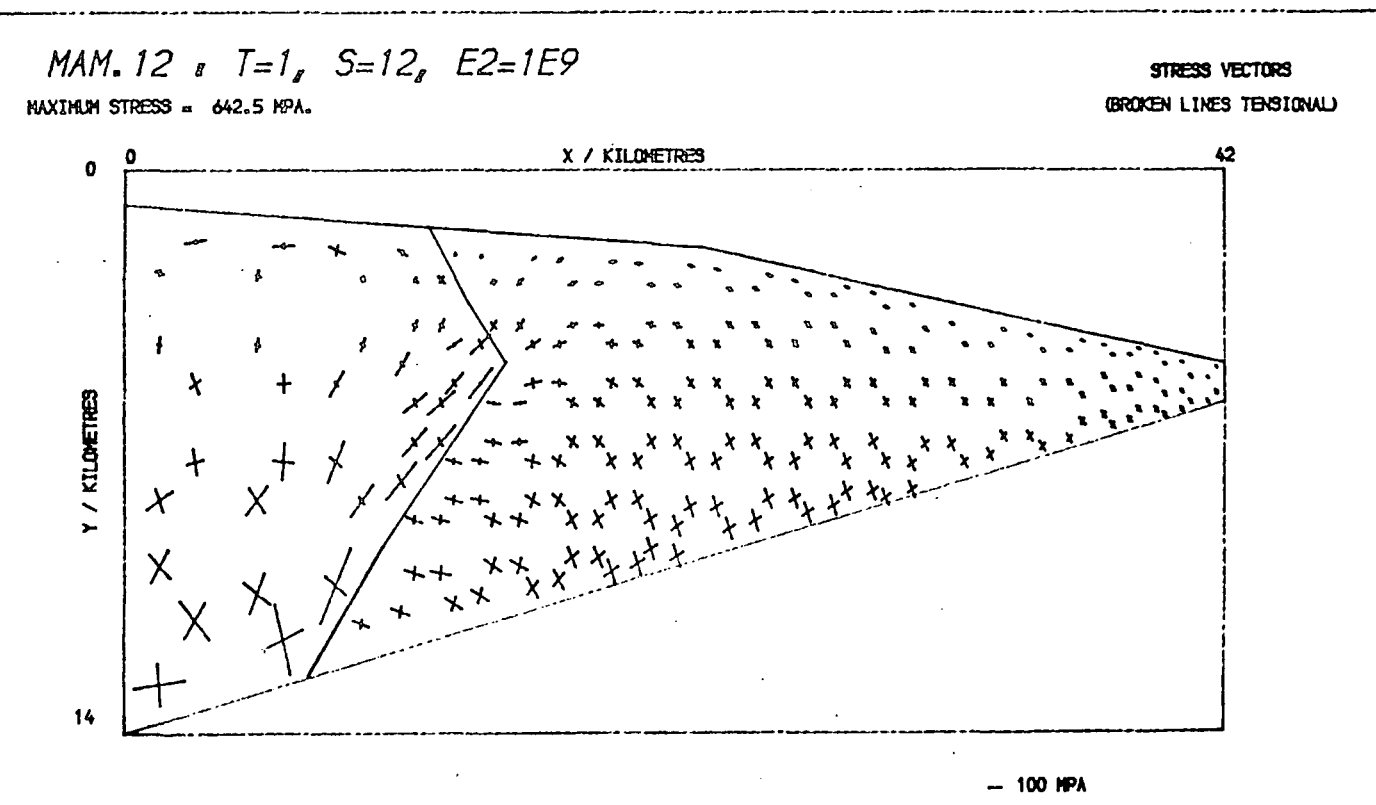 MAM. 12 : T=1, S=12, E2=1E9
MAXIMUM STRESS = 642.5 MPA.
STRESS VECTORS
(BROKEN LINES TENSIONAL)
0
X / KILOMETRES
42
0
Y / KILOMETRES
14
— 100 MPA